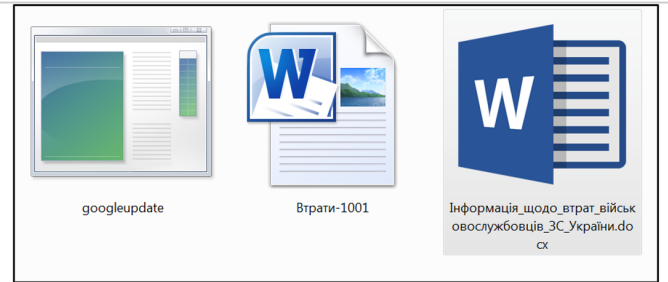 googleupdate
Втрати-1001
Інформація_щодо_втрат_військ
овослужбовців_ЗС_України.do
cx